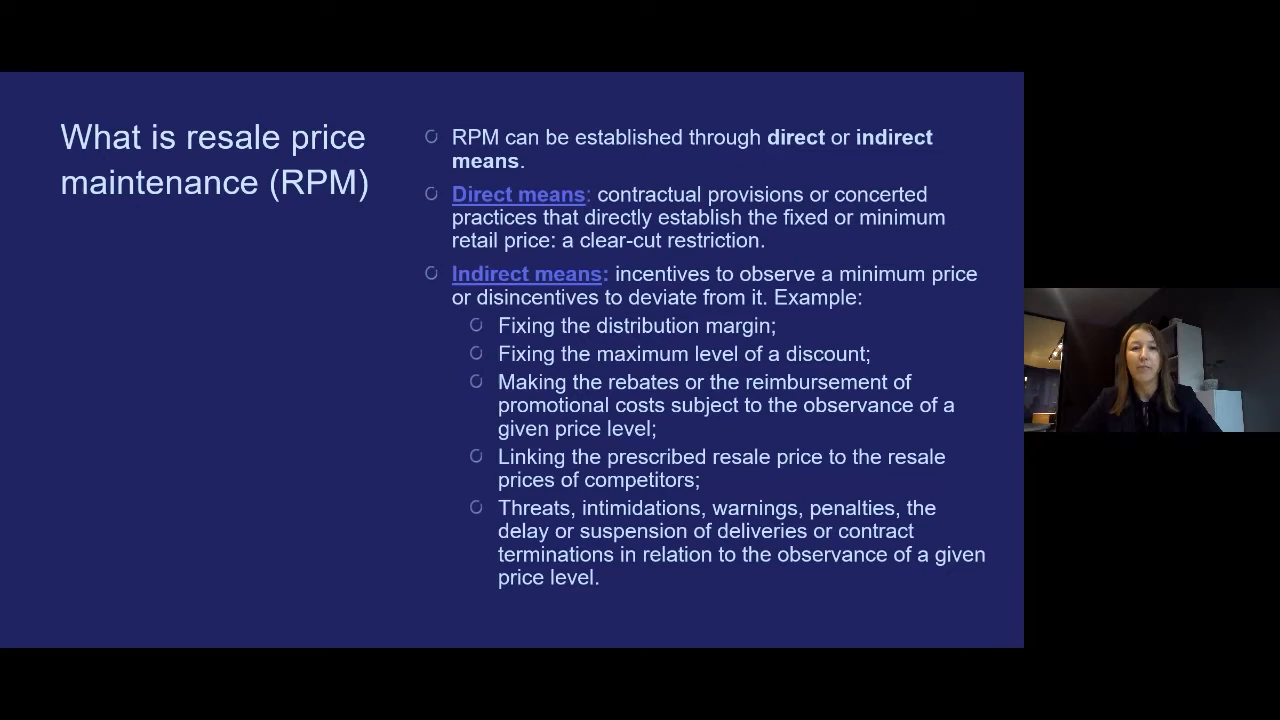 What is resale price
maintenance (RPM)
RPM can be established through direct or indirect
means.
Direct means: contractual provisions or concerted
practices that directly establish the fixed or minimum
retail price: a clear-cut restriction.
Indirect means: incentives to observe a minimum price
or disincentives to deviate from it. Example:
Fixing the distribution margin;
Fixing the maximum level of a discount;
Making the rebates or the reimbursement of
promotional costs subject to the observance of a
given price level;
Linking the prescribed resale price to the resale
prices of competitors;
Threats, intimidations, warnings, penalties, the
delay or suspension of deliveries or contract
terminations in relation to the observance of a given
price level.